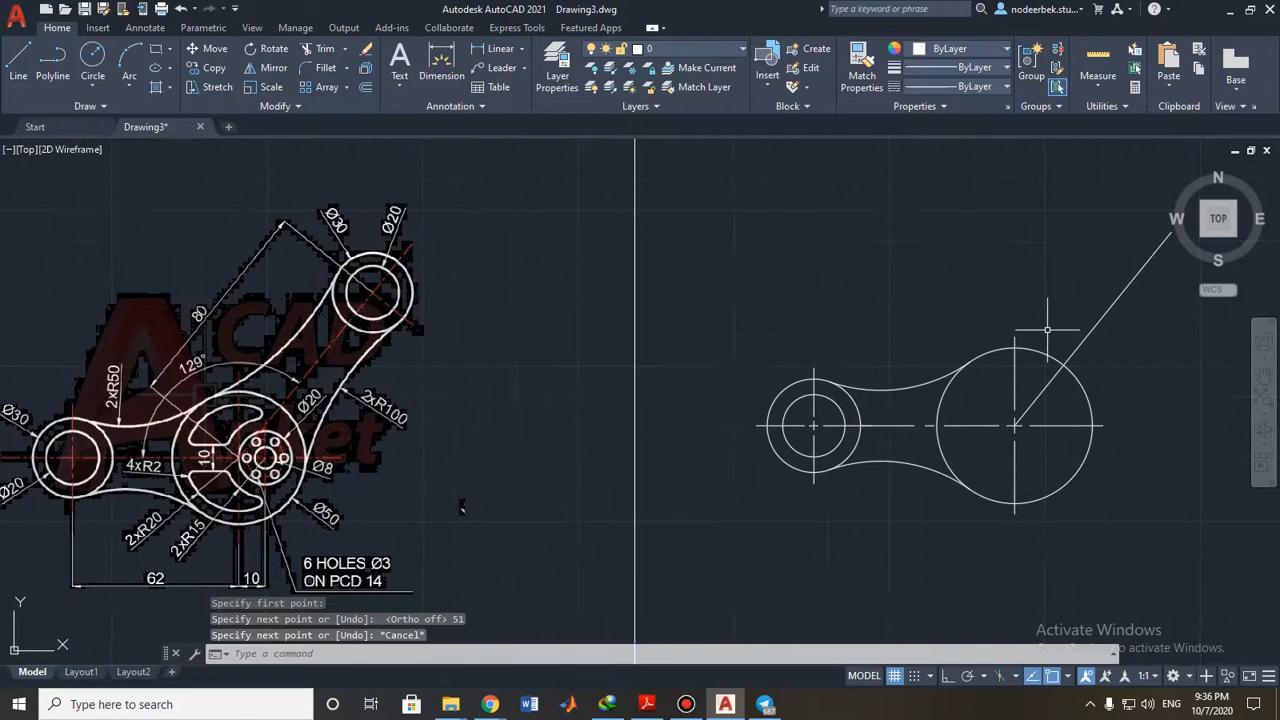 Autodesk AutoCAD 2021 Drawing3.dwg
Type a keyword or phrase
nodeerbek.stu...
Home Insert Annotate Parametric View Manage Output Collaborate Express Tools Featured Apps
Line Polyline Circle Arc
Move Rotate Trim
Copy Mirror Fillet
Stretch Scale Array
Text Dimension
Linear
Leader
Table
Layer Properties
0
Make Current
Match Layer
Insert
Create
Edit
Match Properties
ByLayer
ByLayer
ByLayer
Group
Measure
Paste
Base
Draw Modify Annotation Layers Block Properties Groups Utilities Clipboard View
Start Drawing3*
[−][Top][2D Wireframe]
N
W TOP E
S
WCS
Ø30
Ø20
80
129°
2xR50
Ø30
Ø20
2xR100
10
4xR2
Ø8
Ø20
Ø50
2xR20
2xR15
6 HOLES Ø3
ON PCD 14
62 10
Y
X
Specify first point:
Specify next point or [Undo]: <Ortho off> 51
Specify next point or [Undo]: *Cancel*
Type a command
Activate Windows
Go to Settings to activate Windows.
Model Layout1 Layout2
MODEL 1:1
Type here to search
ENG
9:36 PM
10/7/2020